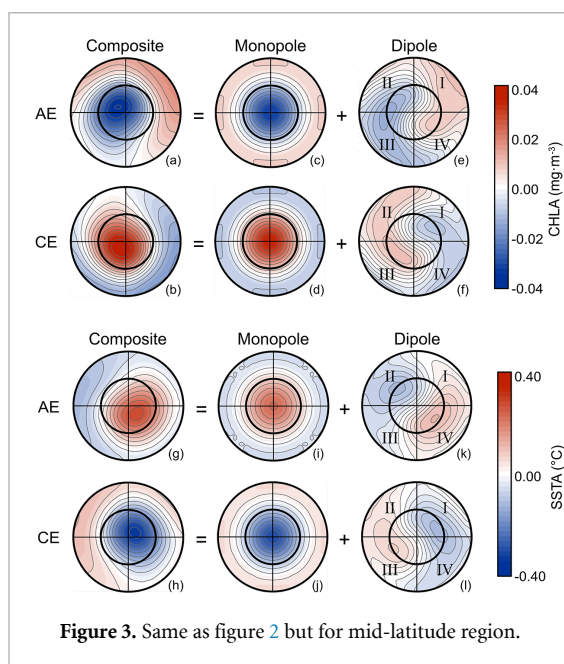 Composite Monopole Dipole
AE = + II I III IV
(a) (c) (e)
CE = + II I III IV
(b) (d) (f)
0.04
0.02
0.00
-0.02
-0.04
CHLA (mg·m⁻³)
Composite Monopole Dipole
AE = + II I III IV
(g) (i) (k)
CE = + II I III IV
(h) (j) (l)
0.40
0.00
-0.40
SSTA (°C)
Figure 3. Same as figure 2 but for mid-latitude region.